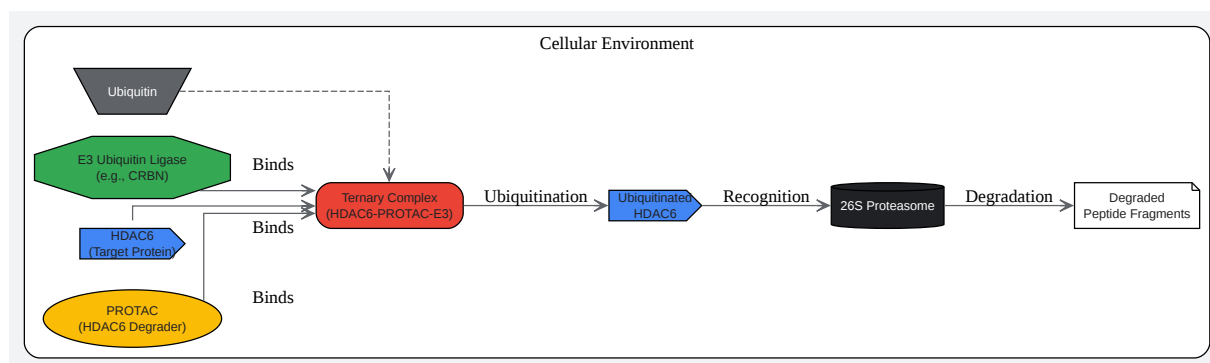 Cellular Environment
Ubiquitin
E3 Ubiquitin Ligase
(e.g., CRBN)
Binds
HDAC6
(Target Protein)
Binds
PROTAC
(HDAC6 Degrader)
Binds
Ternary Complex
(HDAC6-PROTAC-E3)
Ubiquitination
Ubiquitinated
HDAC6
Recognition
26S Proteasome
Degradation
Degraded
Peptide Fragments